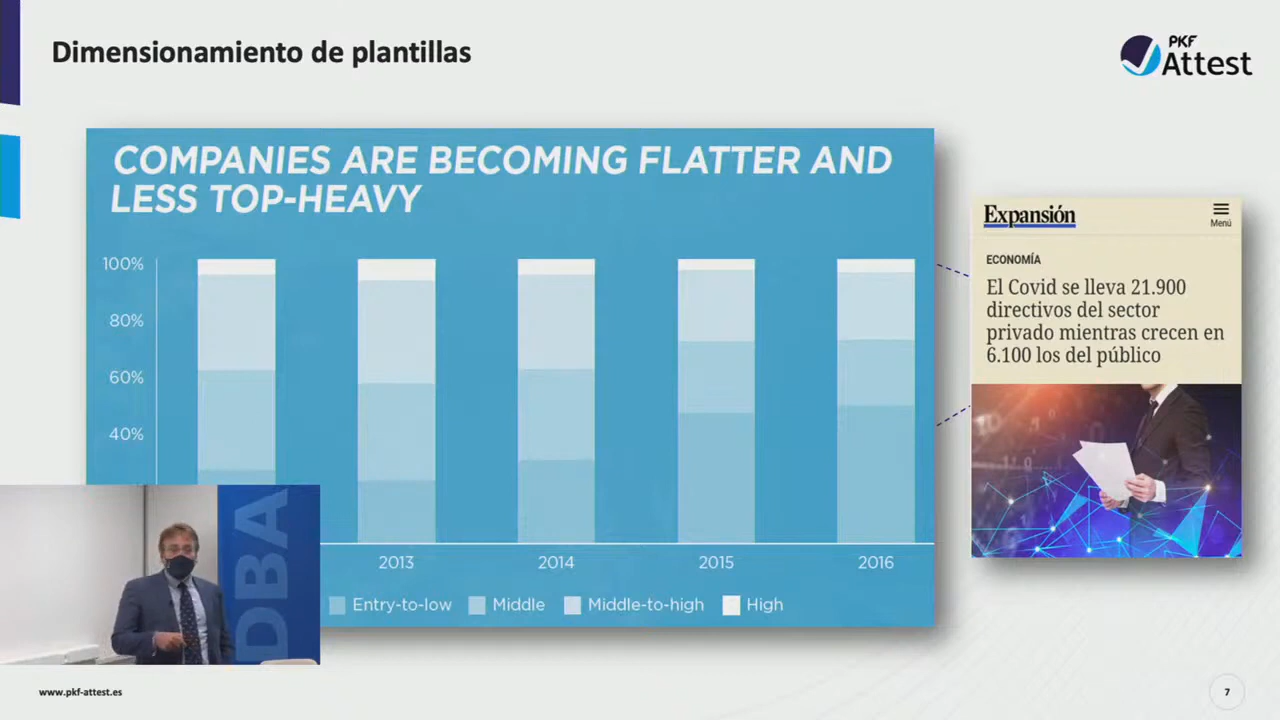 Dimensionamiento de plantillas
PKF
Attest
COMPANIES ARE BECOMING FLATTER AND
LESS TOP-HEAVY
100%
80%
60%
40%
2013
2014
2015
2016
Entry-to-low
Middle
Middle-to-high
High
Expansión
Menú
ECONOMÍA
El Covid se lleva 21.900
directivos del sector
privado mientras crecen en
6.100 los del público
DBA
www.pkf-attest.es
7